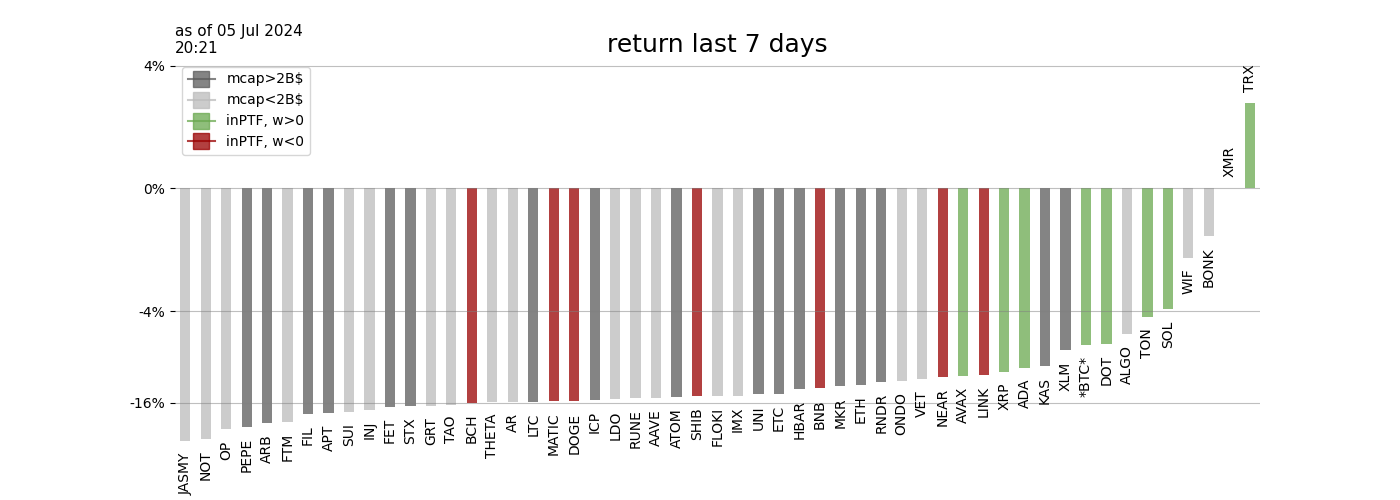 as of 05 Jul 2024
20:21
return last 7 days
4%
mcap>2B$
mcap<2B$
inPTF, w>0
inPTF, w<0
0%
-4%
-16%
JASMY
NOT
OP
PEPE
ARB
FTM
FIL
APT
SUI
INJ
FET
STX
GRT
TAO
BCH
THETA
AR
LTC
MATIC
DOGE
ICP
LDO
RUNE
AAVE
ATOM
SHIB
FLOKI
IMX
UNI
ETC
HBAR
BNB
MKR
ETH
RNDR
ONDO
VET
NEAR
AVAX
LINK
XRP
ADA
KAS
XLM
*BTC*
DOT
ALGO
TON
SOL
WIF
BONK
XMR
TRX